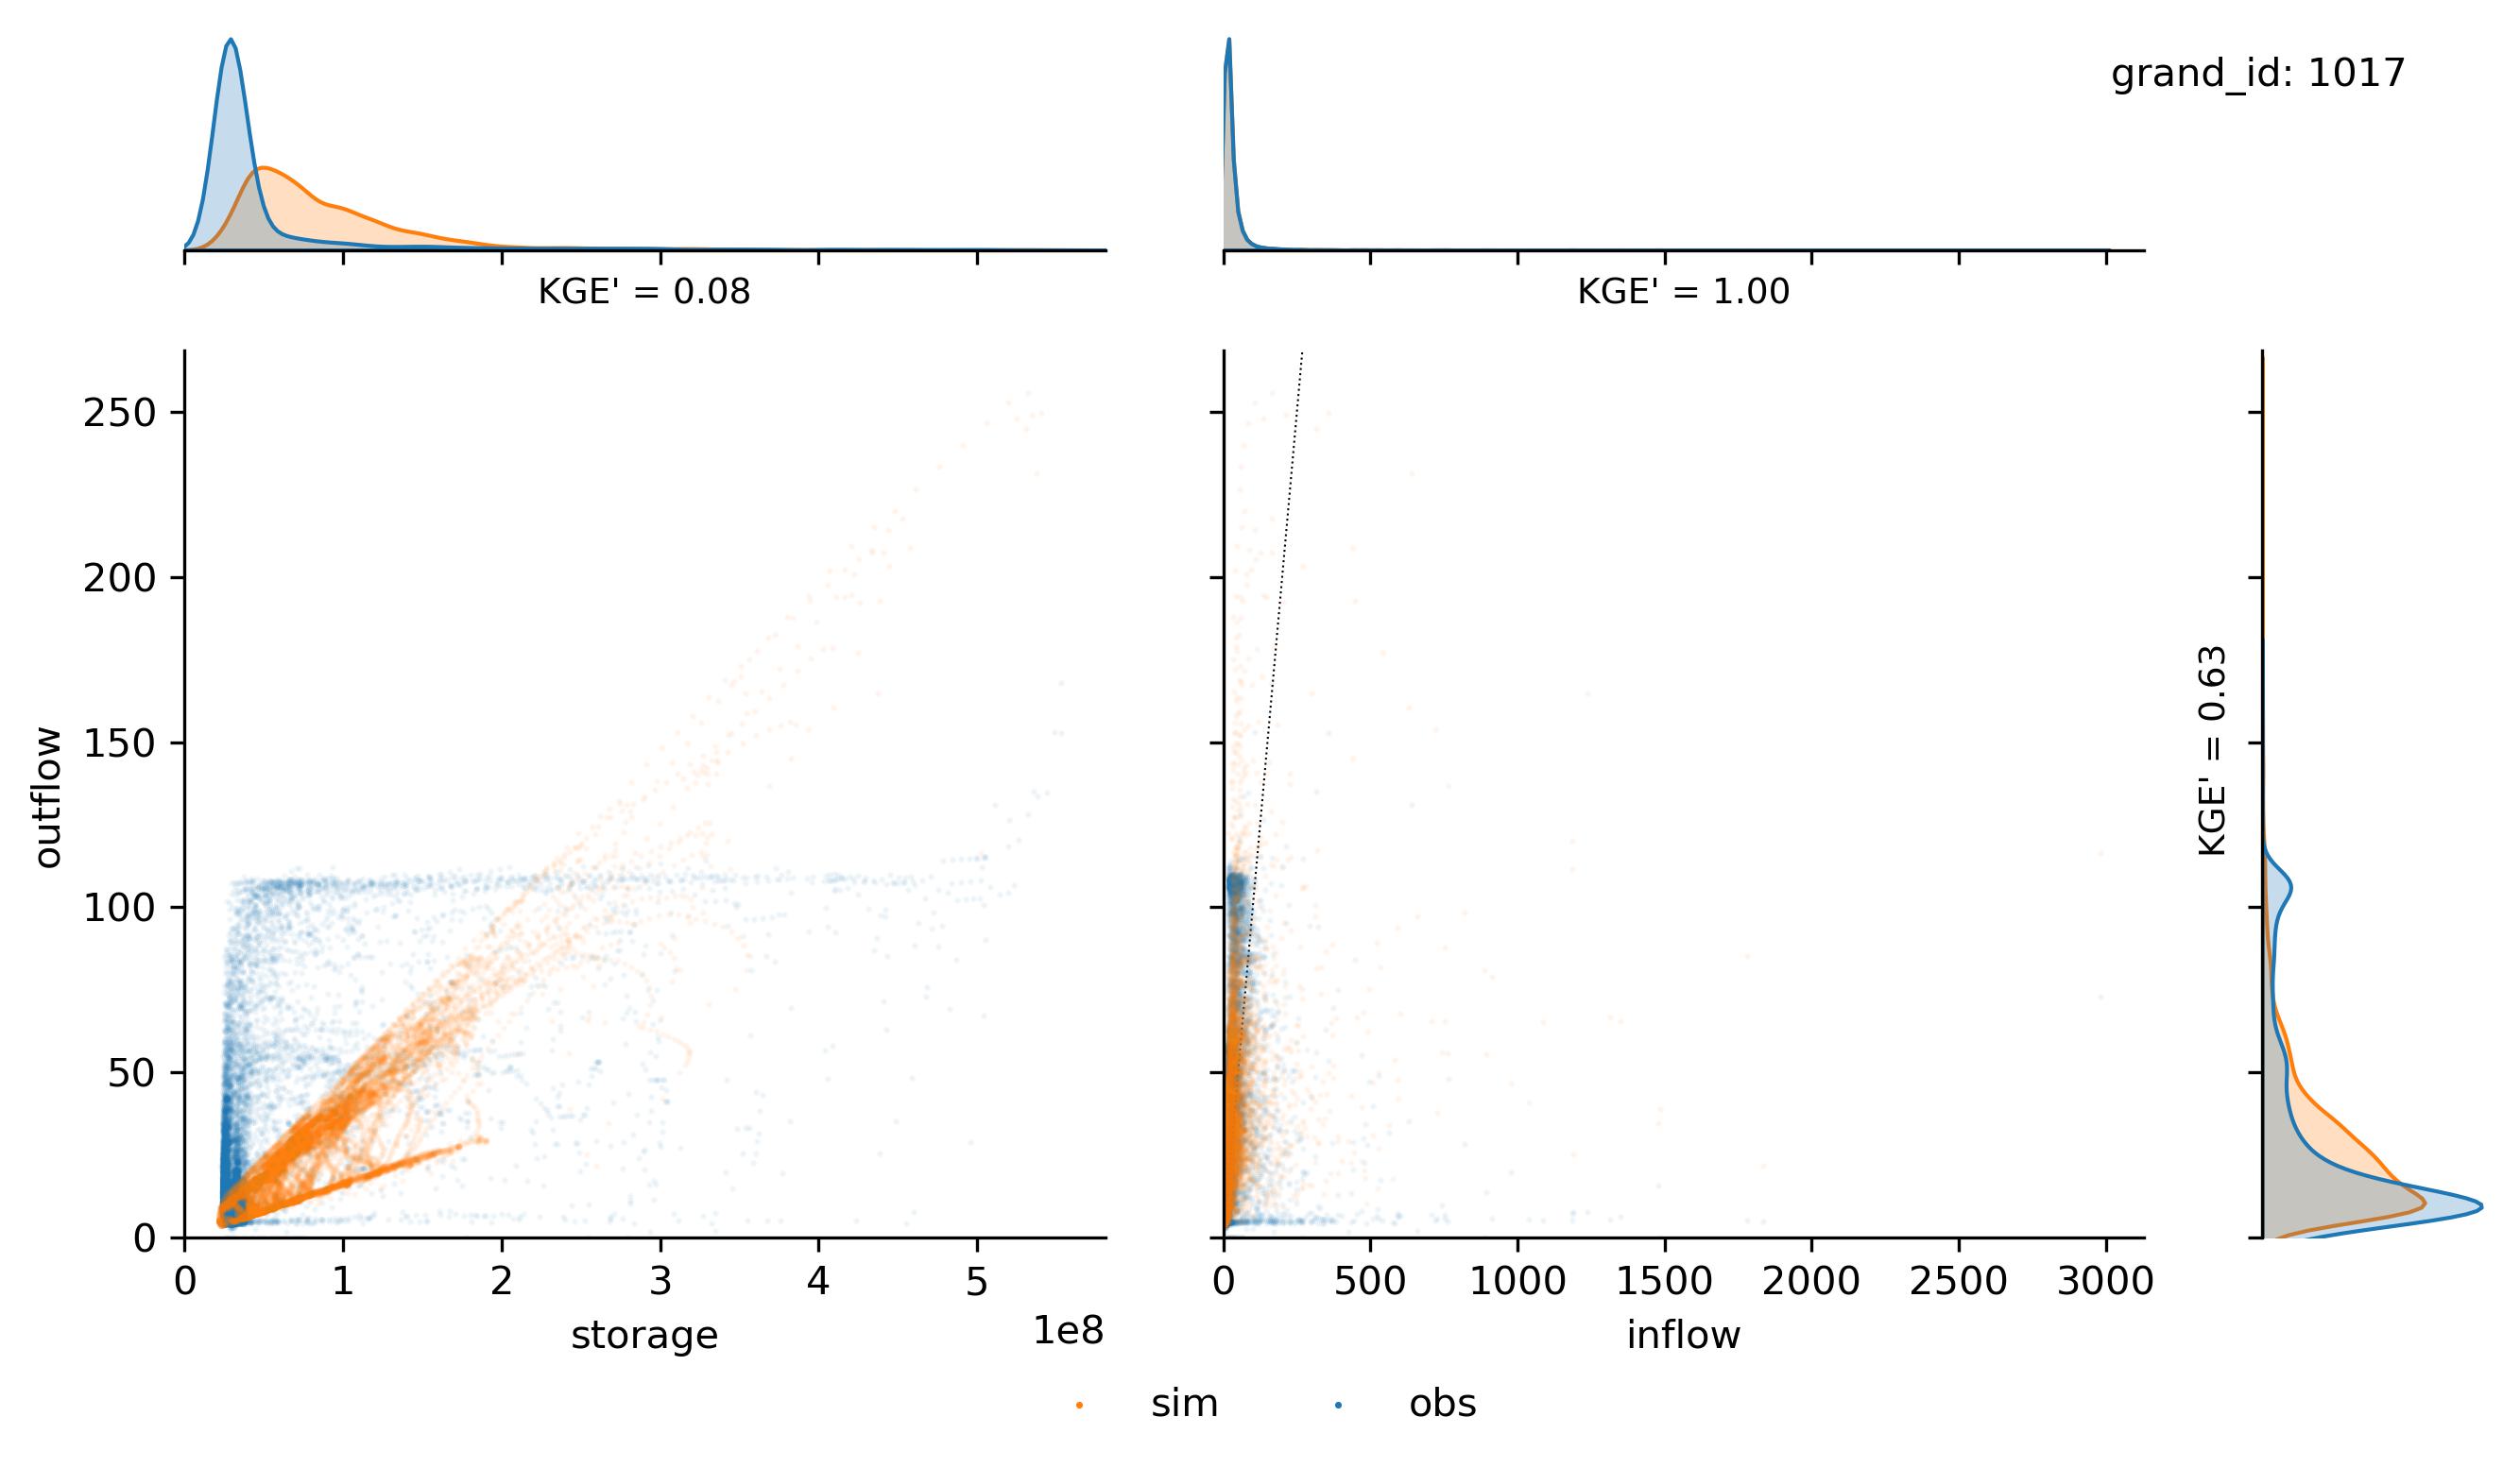 grand_id: 1017
KGE' = 0.08
KGE' = 1.00
250
200
150
100
50
0
outflow
KGE' = 0.63
0 1 2 3 4 5
0 500 1000 1500 2000 2500 3000
storage
1e8
inflow
sim
obs